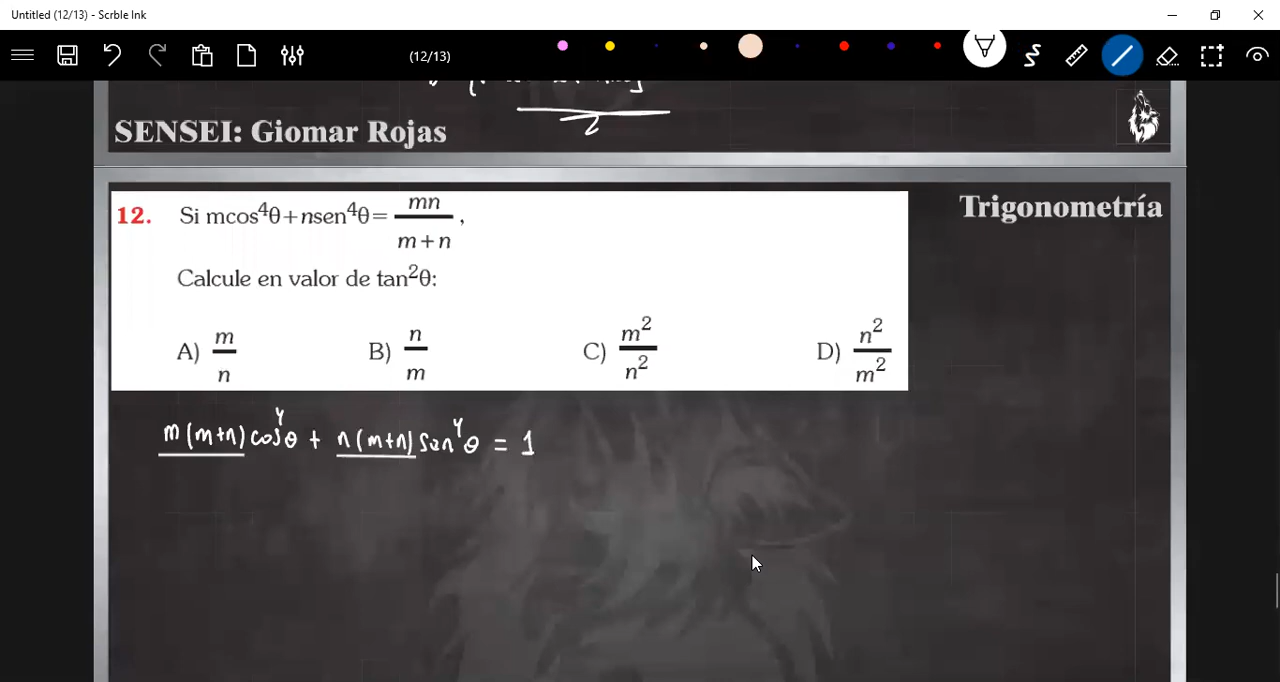 Untitled (12/13) - Scrble Ink
(12/13)
2
SENSEI: Giomar Rojas
Trigonometría
12. Si mcos⁴θ+nsen⁴θ= mn/(m+n) ,
Calcule en valor de tan²θ:
A) m/n B) n/m C) m²/n² D) n²/m²
m(m+n)cos⁴θ + n(m+n)sen⁴θ = 1